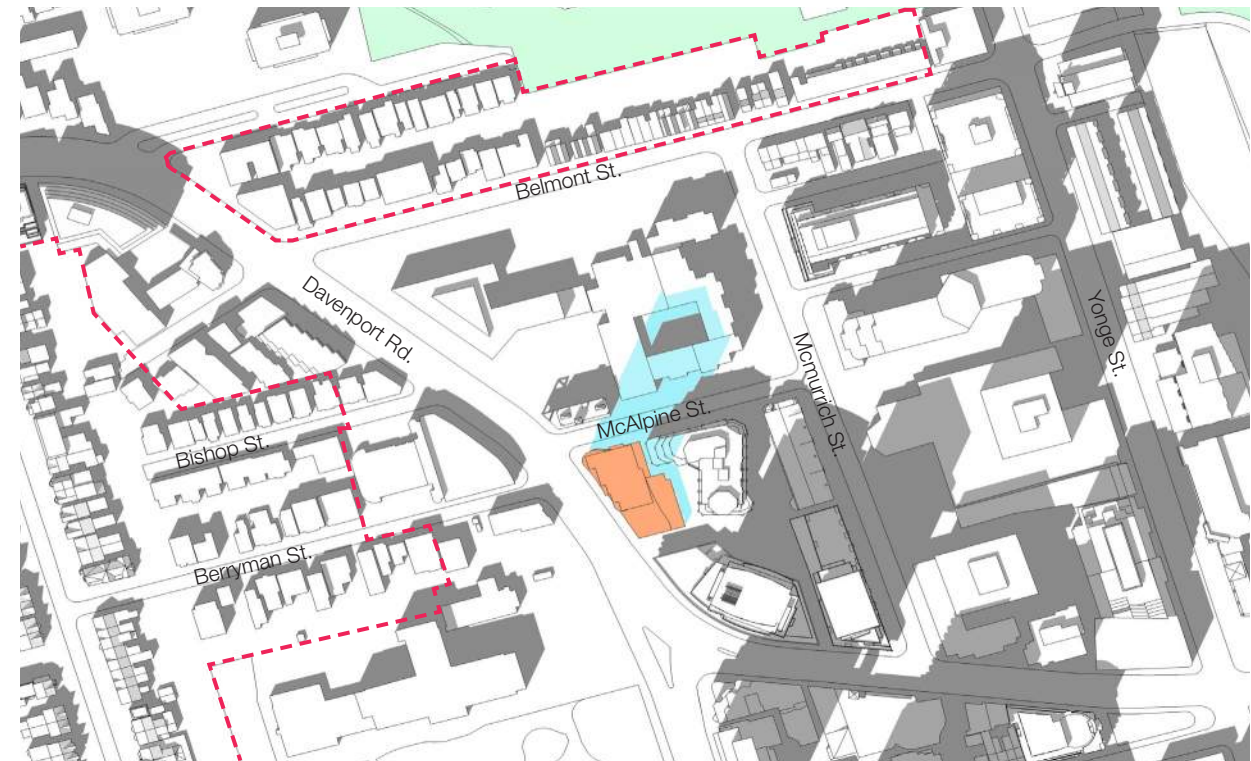 Belmont St.
Davenport Rd.
Yonge St.
Mcmurrich St.
McAlpine St.
Bishop St.
Berryman St.